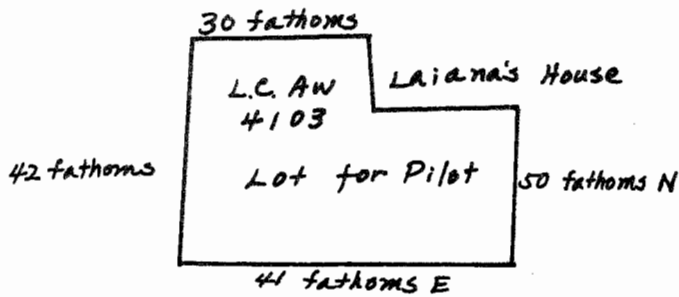 30 fathoms
Laiana's House
L.C. AW
4103
42 fathoms
Lot for Pilot
50 fathoms N
41 fathoms E